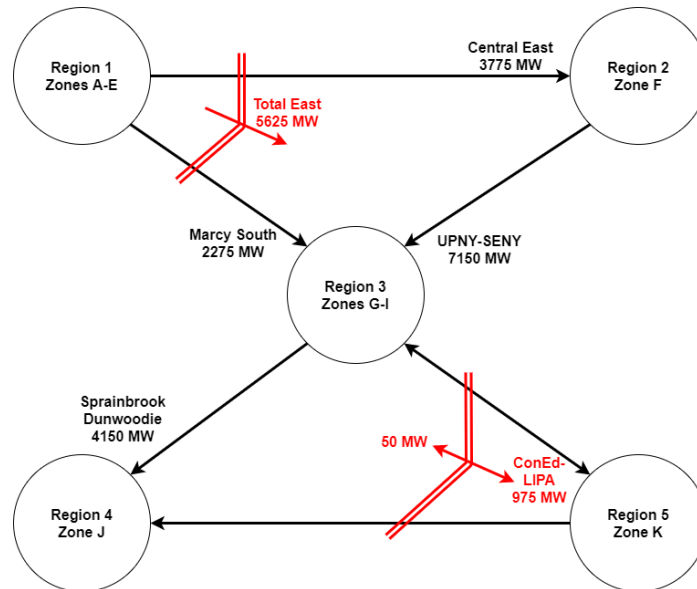 Region 1
Zones A-E
Central East
3775 MW
Region 2
Zone F
Total East
5625 MW
Marcy South
2275 MW
UPNY-SENY
7150 MW
Region 3
Zones G-I
Sprainbrook
Dunwoodie
4150 MW
50 MW
ConEd-
LIPA
975 MW
Region 4
Zone J
Region 5
Zone K